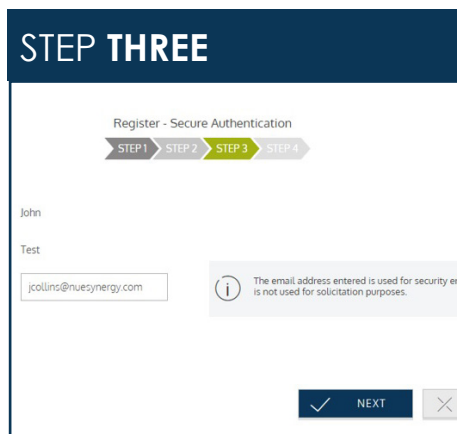 STEP THREE
Register - Secure Authentication
STEP 1 STEP 2 STEP 3 STEP 4
John
Test
jcollins@nuesynergy.com
The email address entered is used for security
is not used for solicitation purposes.
NEXT